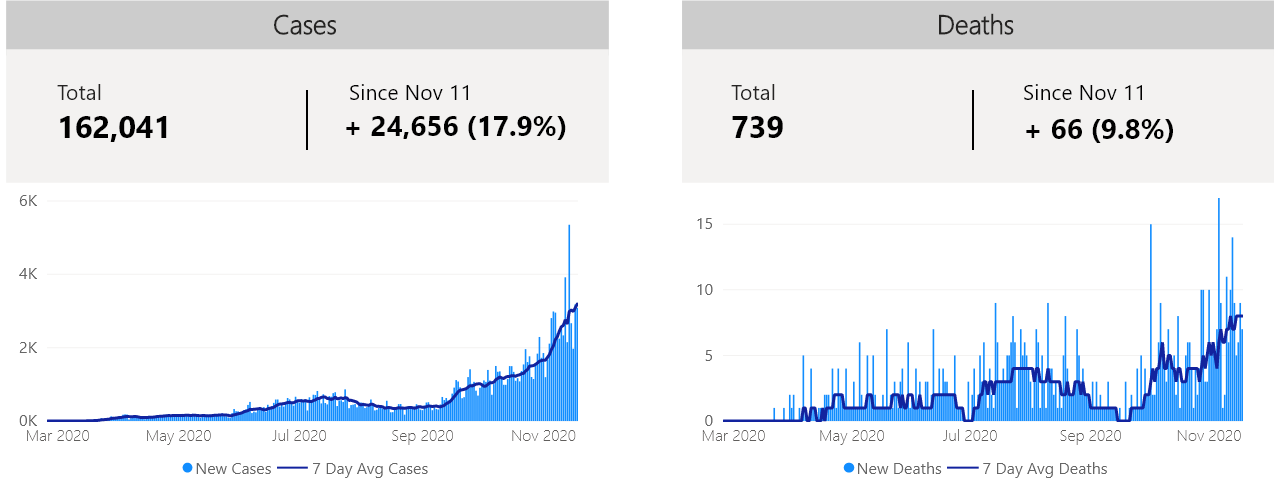 Cases
Total
162,041
Since Nov 11
+ 24,656 (17.9%)
6K
4K
2K
0K
Mar 2020 May 2020 Jul 2020 Sep 2020 Nov 2020
New Cases 7 Day Avg Cases
Deaths
Total
739
Since Nov 11
+ 66 (9.8%)
15
10
5
0
Mar 2020 May 2020 Jul 2020 Sep 2020 Nov 2020
New Deaths 7 Day Avg Deaths